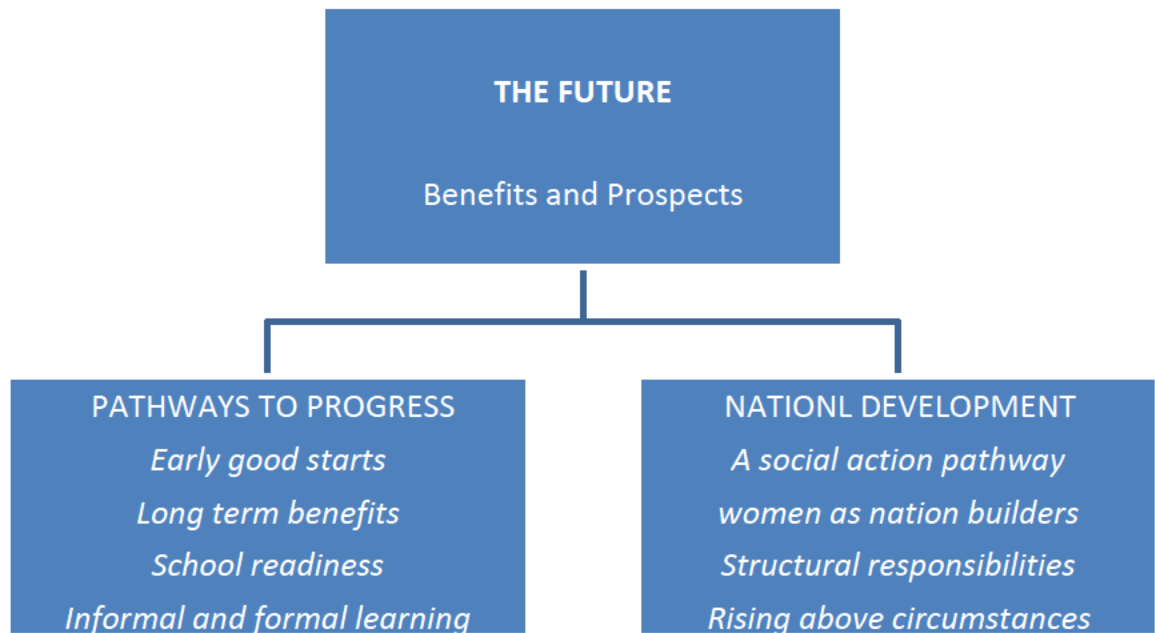 THE FUTURE
Benefits and Prospects
PATHWAYS TO PROGRESS
Early good starts
Long term benefits
School readiness
Informal and formal learning
NATIONL DEVELOPMENT
A social action pathway
women as nation builders
Structural responsibilities
Rising above circumstances